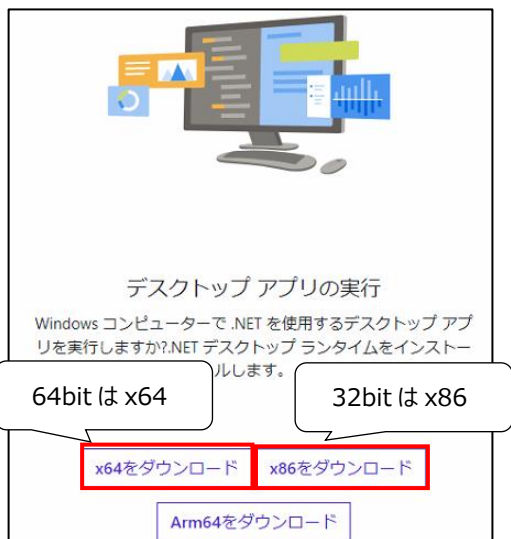 デスクトップ アプリの実行
Windows コンピューターで .NET を使用するデスクトップ アプ
リを実行しますか?.NET デスクトップ ランタイムをインストー
ルします。
64bit は x64
32bit は x86
x64をダウンロード
x86をダウンロード
Arm64をダウンロード